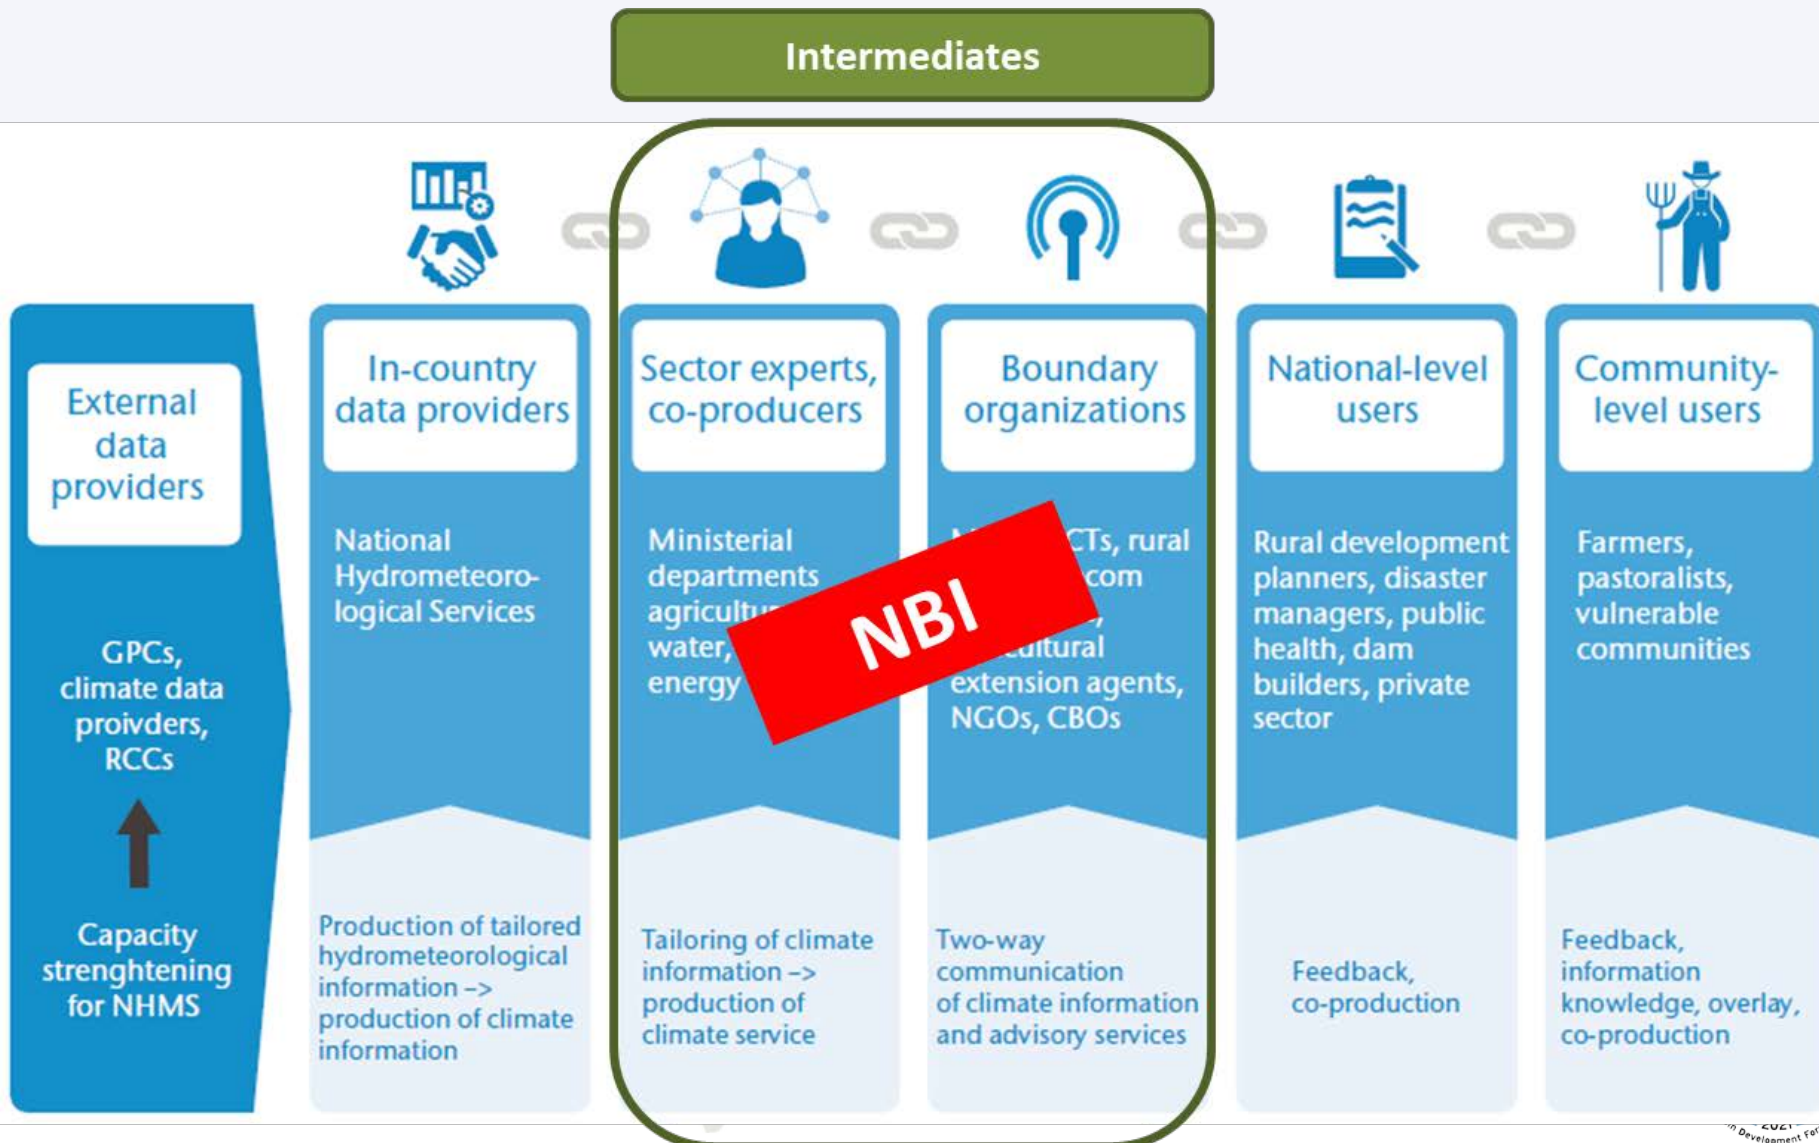 Intermediates
External
data
providers
GPCs,
climate data
proivders,
RCCs
Capacity
strenghtening
for NHMS
In-country
data providers
National
Hydrometeoro-
logical Services
Production of tailored
hydrometeorological
information –>
production of climate
information
Sector experts,
co-producers
Ministerial
departments
water,
energy
Tailoring of climate
information –>
production of
climate service
NBI
Boundary
organizations
rural
extension agents,
NGOs, CBOs
Two-way
communication
of climate information
and advisory services
National-level
users
Rural development
planners, disaster
managers, public
health, dam
builders, private
sector
Feedback,
co-production
Community-
level users
Farmers,
pastoralists,
vulnerable
communities
Feedback,
information
knowledge, overlay,
co-production
Development